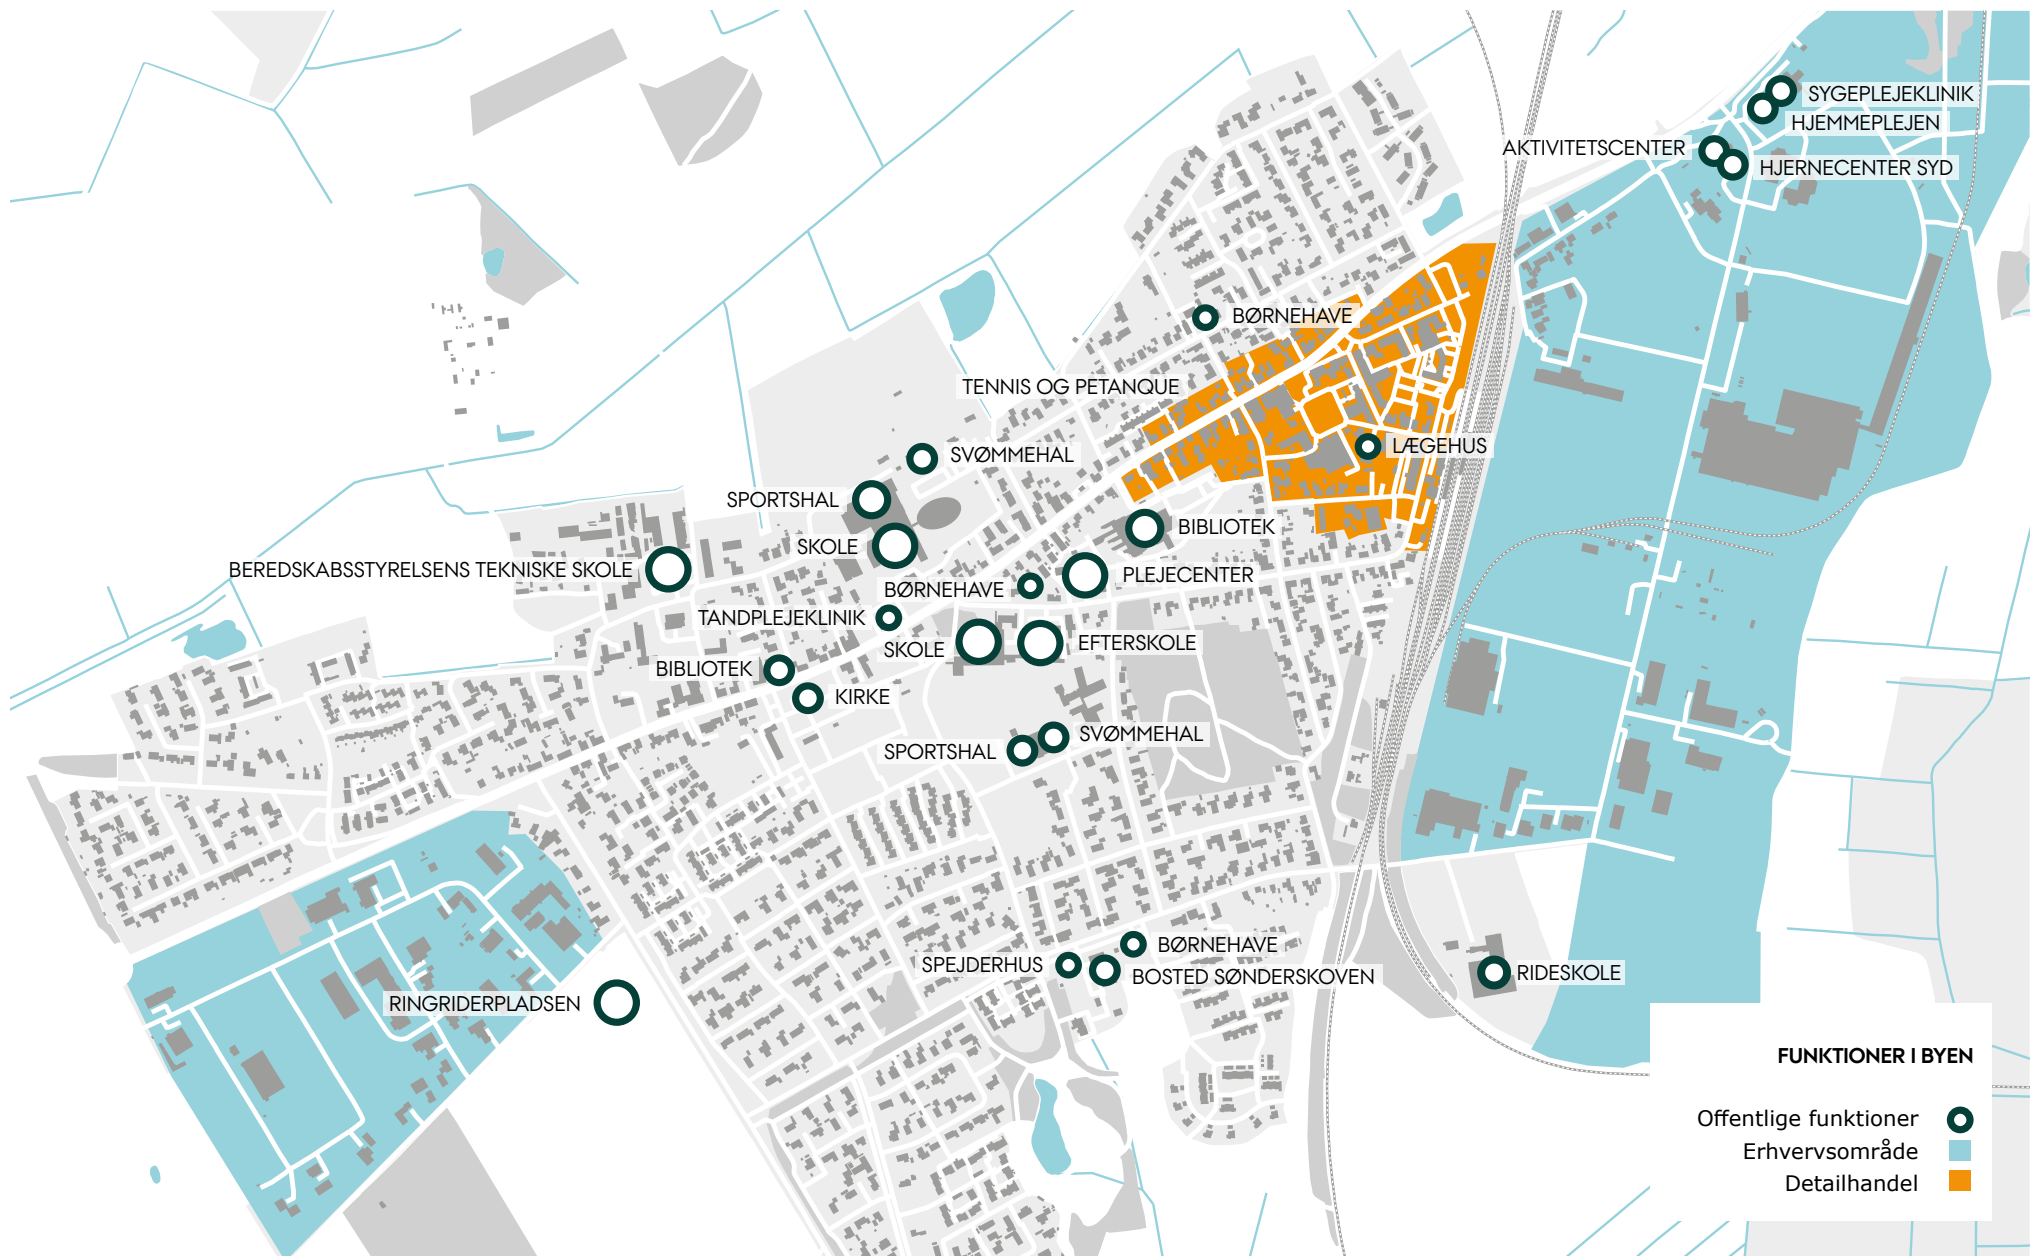 SYGEPLEJEKLINIK
HJEMMEPLEJEN
AKTIVITETSCENTER
HJERNECENTER SYD
BØRNEHAVE
TENNIS OG PETANQUE
LÆGEHUS
SVØMMEHAL
SPORTSHAL
BIBLIOTEK
SKOLE
BEREDSKABSSTYRELSENS TEKNISKE SKOLE
PLEJECENTER
BØRNEHAVE
TANDPLEJEKLINIK
SKOLE
EFTERSKOLE
BIBLIOTEK
KIRKE
SVØMMEHAL
SPORTSHAL
BØRNEHAVE
SPEJDERHUS
BOSTED SØNDERSKOVEN
RIDESKOLE
RINGRIDERPLADSEN
FUNKTIONER I BYEN
Offentlige funktioner
Erhvervsområde
Detailhandel